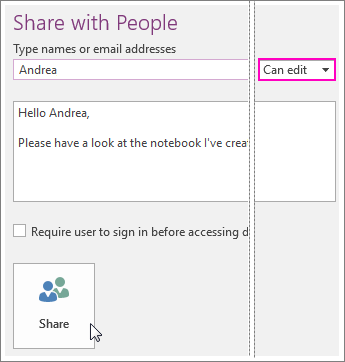 Share with People
Type names or email addresses
Andrea
Can edit
Hello Andrea,
Please have a look at the notebook I've
Require user to sign in before accessing
Share